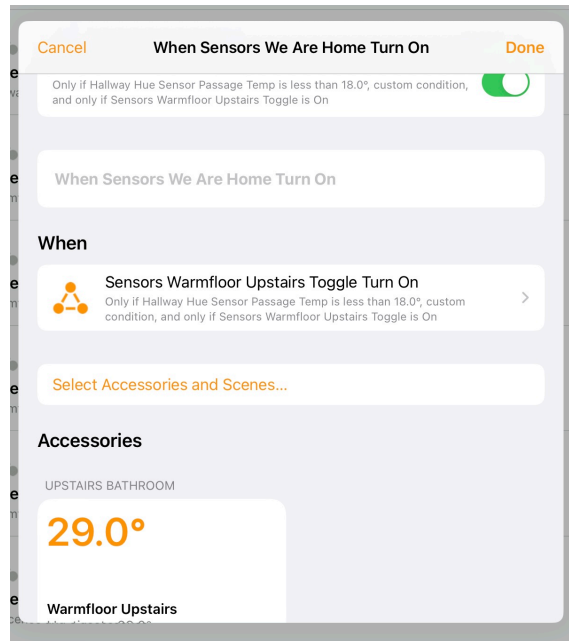 Cancel When Sensors We Are Home Turn On Done
Only if Hallway Hue Sensor Passage Temp is less than 18.0°, custom condition,
and only if Sensors Warmfloor Upstairs Toggle is On
When Sensors We Are Home Turn On
When
Sensors Warmfloor Upstairs Toggle Turn On
Only if Hallway Hue Sensor Passage Temp is less than 18.0°, custom
condition, and only if Sensors Warmfloor Upstairs Toggle is On
Select Accessories and Scenes...
Accessories
UPSTAIRS BATHROOM
29.0°
Warmfloor Upstairs